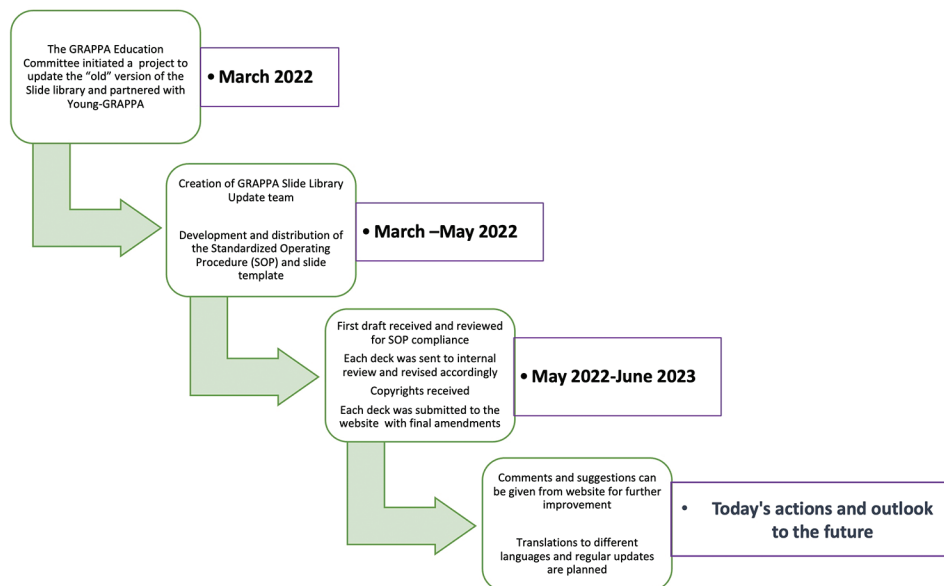 The GRAPPA Education
Committee initiated a project to
update the “old” version of the
Slide library and partnered with
Young-GRAPPA
• March 2022
Creation of GRAPPA Slide Library
Update team
Development and distribution of
the Standardized Operating
Procedure (SOP) and slide
template
• March –May 2022
First draft received and reviewed
for SOP compliance
Each deck was sent to internal
review and revised accordingly
Copyrights received
Each deck was submitted to the
website with final amendments
• May 2022-June 2023
Comments and suggestions can
be given from website for further
improvement
Translations to different
languages and regular updates
are planned
• Today's actions and outlook
to the future